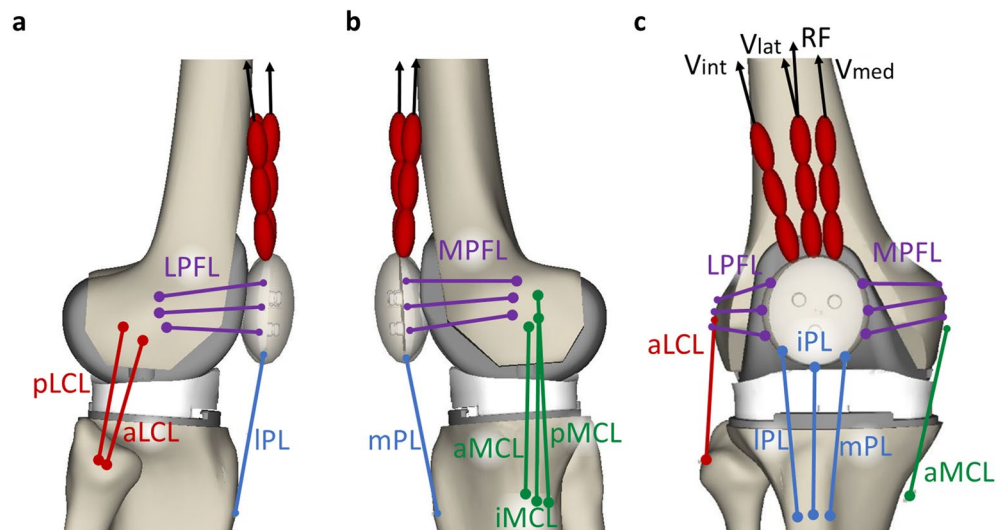 a
LPFL
pLCL
aLCL
lPL
b
MPFL
mPL
aMCL
pMCL
iMCL
c
Vint
Vlat
RF
Vmed
LPFL
MPFL
aLCL
iPL
lPL
mPL
aMCL